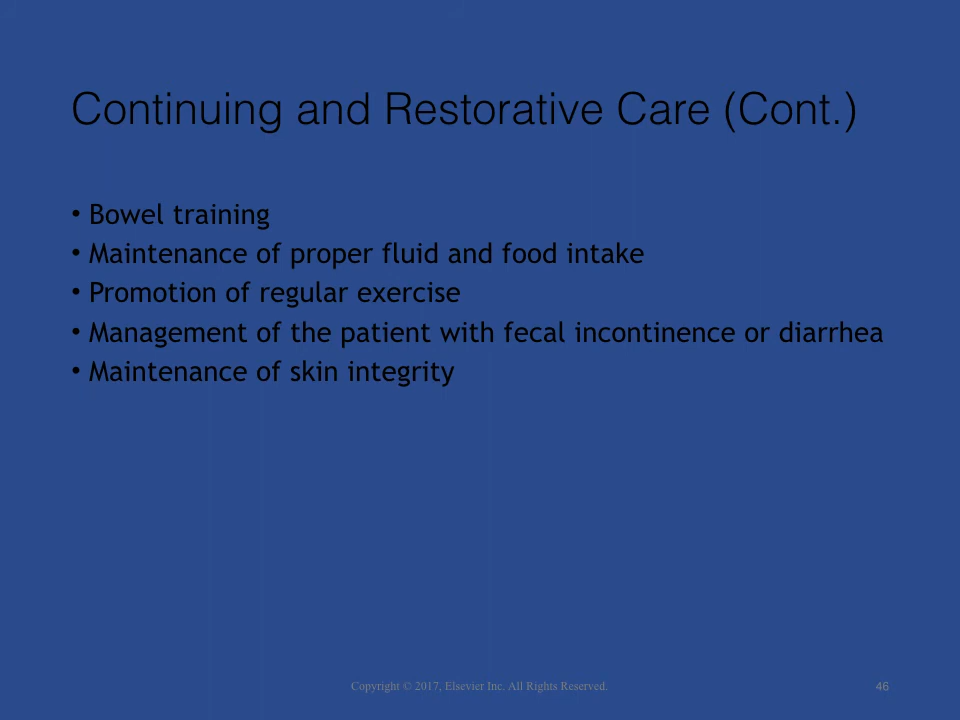 Continuing and Restorative Care (Cont.)
• Bowel training
• Maintenance of proper fluid and food intake
• Promotion of regular exercise
• Management of the patient with fecal incontinence or diarrhea
• Maintenance of skin integrity
Copyright © 2017, Elsevier Inc. All Rights Reserved.
46